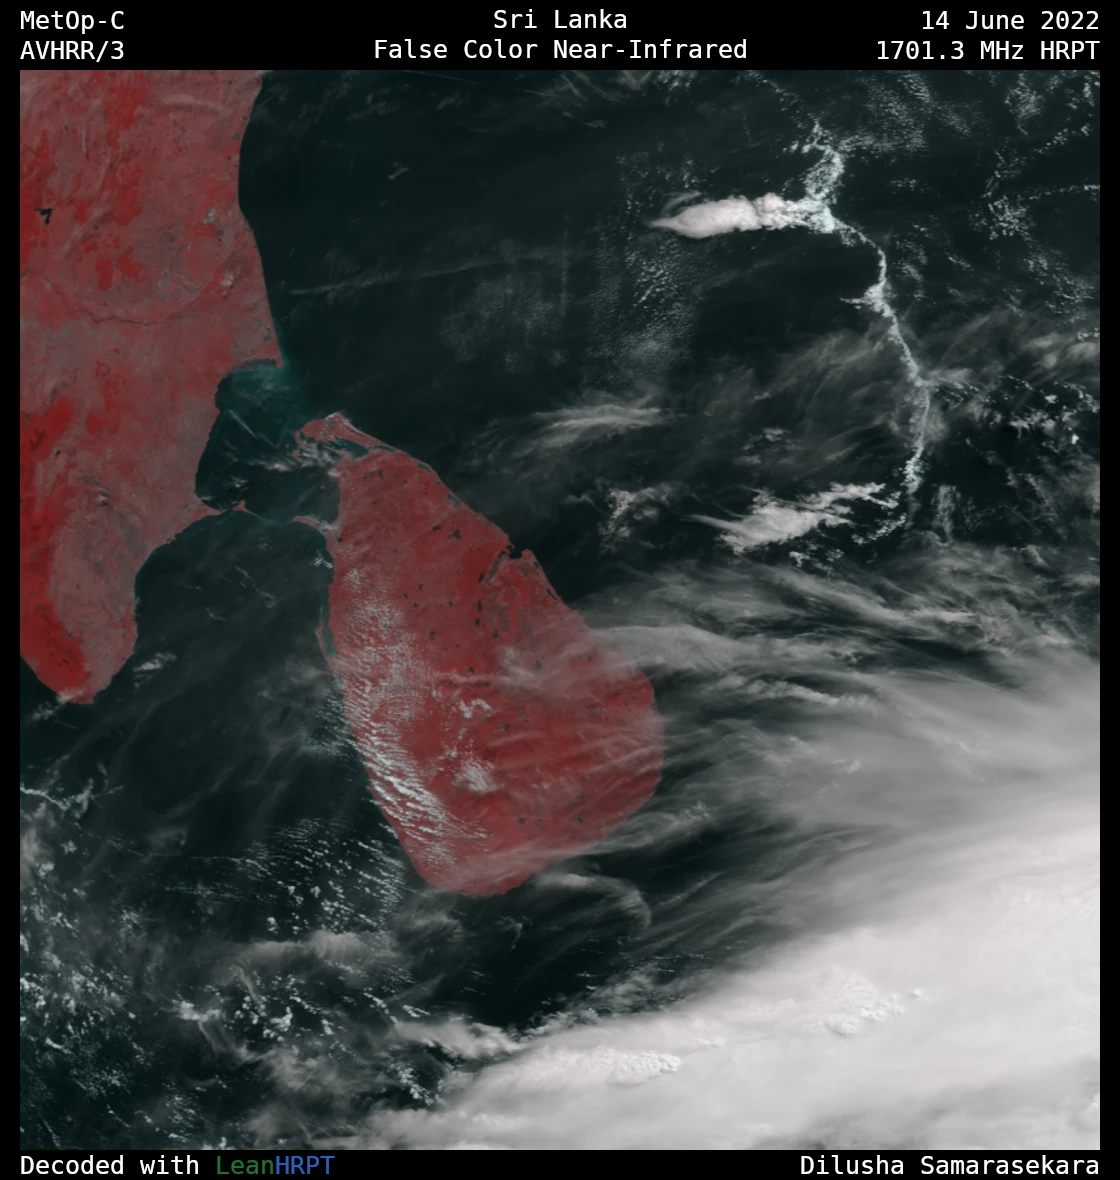 MetOp-C
AVHRR/3
Sri Lanka
False Color Near-Infrared
14 June 2022
1701.3 MHz HRPT
Decoded with LeanHRPT
Dilusha Samarasekara